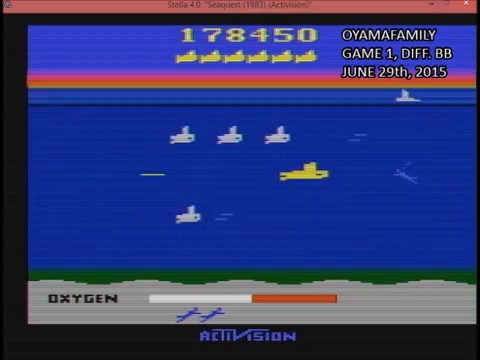 Stella 4.0: "Seaquest (1983) (Activision)"
178450
OYAMAFAMILY
GAME 1, DIFF. BB
JUNE 29th, 2015
OXYGEN
ACTIVISION